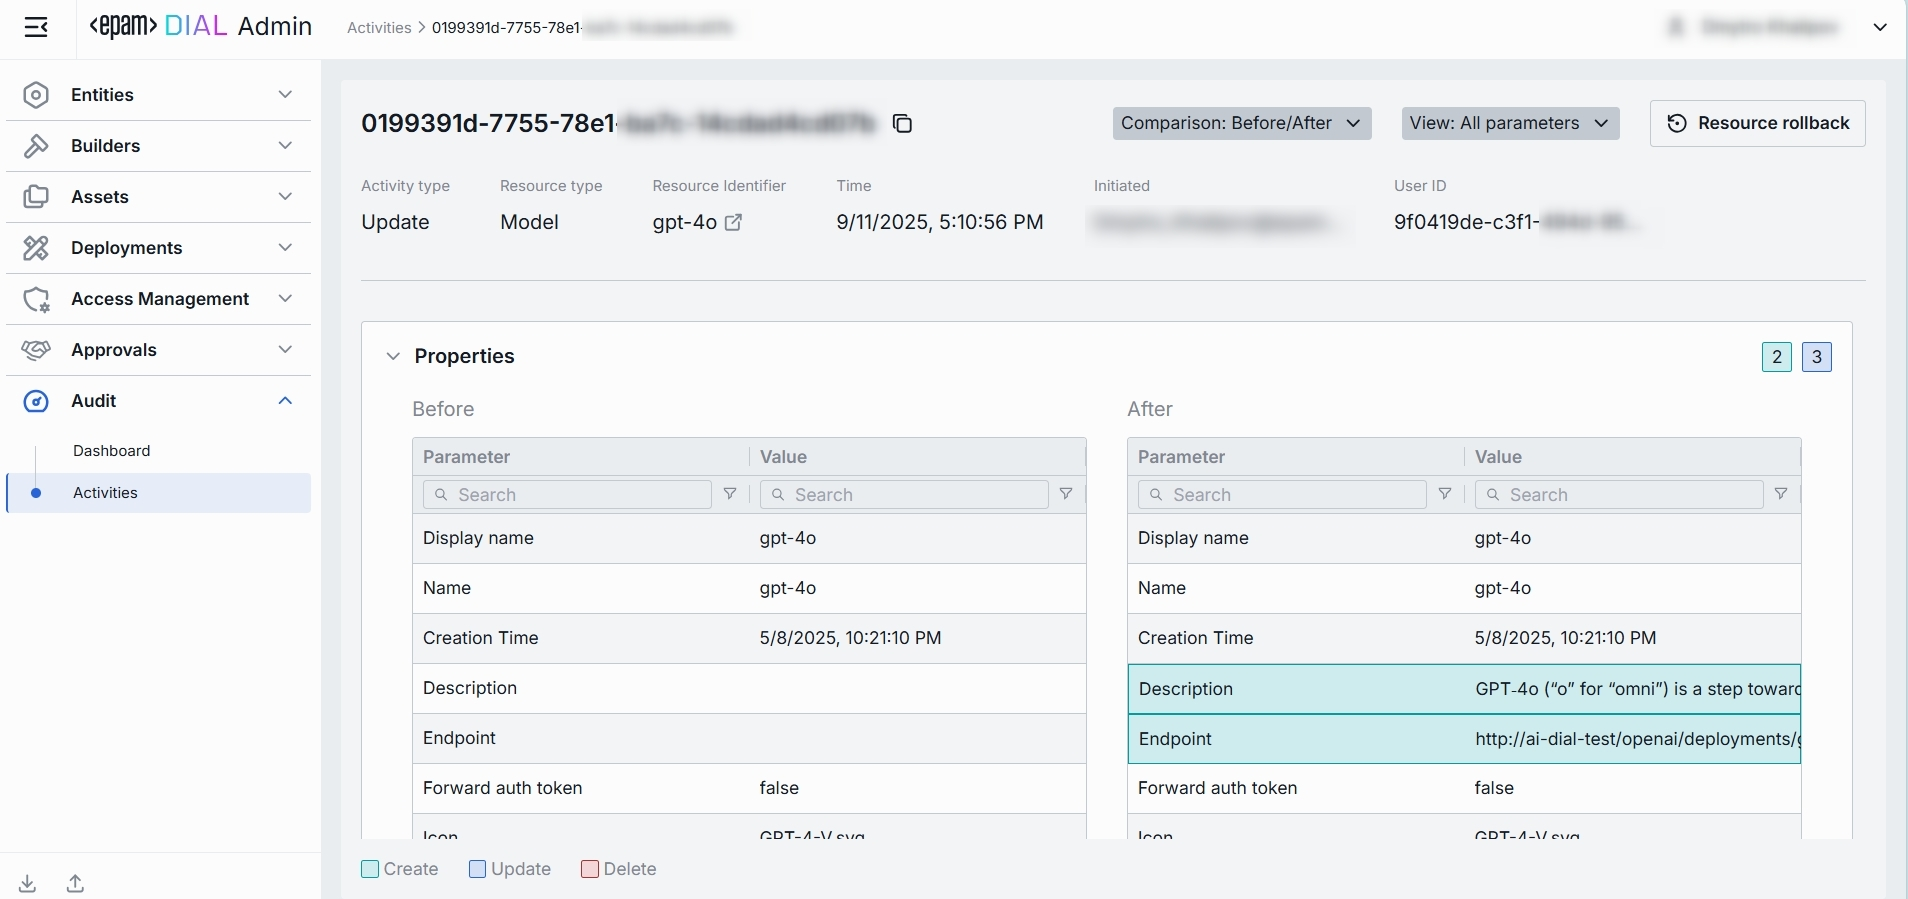 <epam> DIAL Admin
Activities > 0199391d-7755-78e1-
Entities
Builders
Assets
Deployments
Access Management
Approvals
Audit
Dashboard
Activities
0199391d-7755-78e1-
Comparison: Before/After
View: All parameters
Resource rollback
Activity type
Update
Resource type
Model
Resource Identifier
gpt-4o
Time
9/11/2025, 5:10:56 PM
Initiated
User ID
9f0419de-c3f1-
Properties
2 3
Before
Parameter Value
Search Search
Display name gpt-4o
Name gpt-4o
Creation Time 5/8/2025, 10:21:10 PM
Description
Endpoint
Forward auth token false
Icon GPT-4-V.svg
After
Parameter Value
Search Search
Display name gpt-4o
Name gpt-4o
Creation Time 5/8/2025, 10:21:10 PM
Description GPT-4o (“o” for “omni”) is a step toward
Endpoint http://ai-dial-test/openai/deployments/g
Forward auth token false
Icon GPT-4-V.svg
Create Update Delete